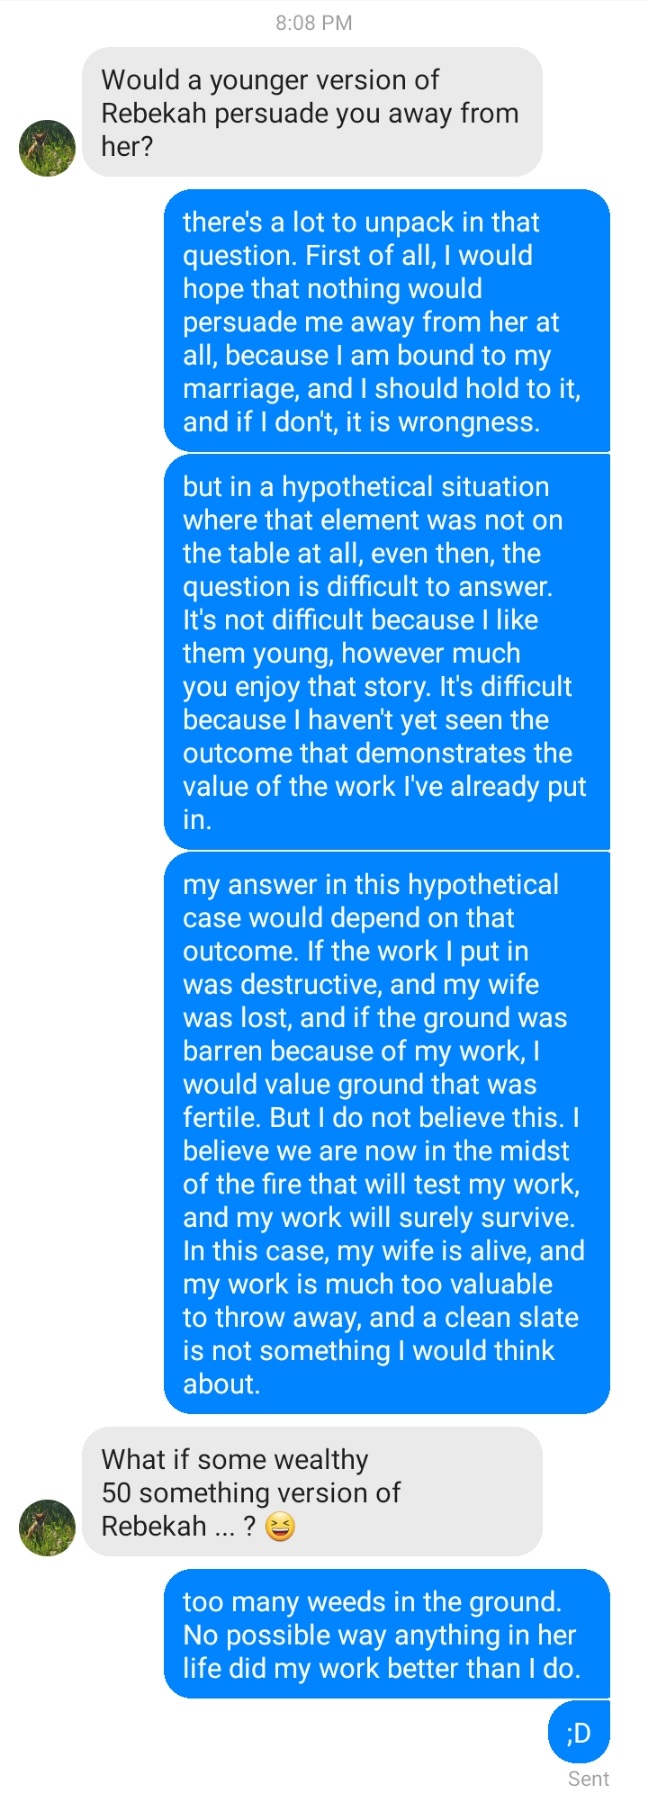 8:08 PM
Would a younger version of
Rebekah persuade you away from
her?
there's a lot to unpack in that
question. First of all, I would
hope that nothing would
persuade me away from her at
all, because I am bound to my
marriage, and I should hold to it,
and if I don't, it is wrongness.
but in a hypothetical situation
where that element was not on
the table at all, even then, the
question is difficult to answer.
It's not difficult because I like
them young, however much
you enjoy that story. It's difficult
because I haven't yet seen the
outcome that demonstrates the
value of the work I've already put
in.
my answer in this hypothetical
case would depend on that
outcome. If the work I put in
was destructive, and my wife
was lost, and if the ground was
barren because of my work, I
would value ground that was
fertile. But I do not believe this. I
believe we are now in the midst
of the fire that will test my work,
and my work will surely survive.
In this case, my wife is alive, and
my work is much too valuable
to throw away, and a clean slate
is not something I would think
about.
What if some wealthy
50 something version of
Rebekah ... ? 😆
too many weeds in the ground.
No possible way anything in her
life did my work better than I do.
;D
Sent